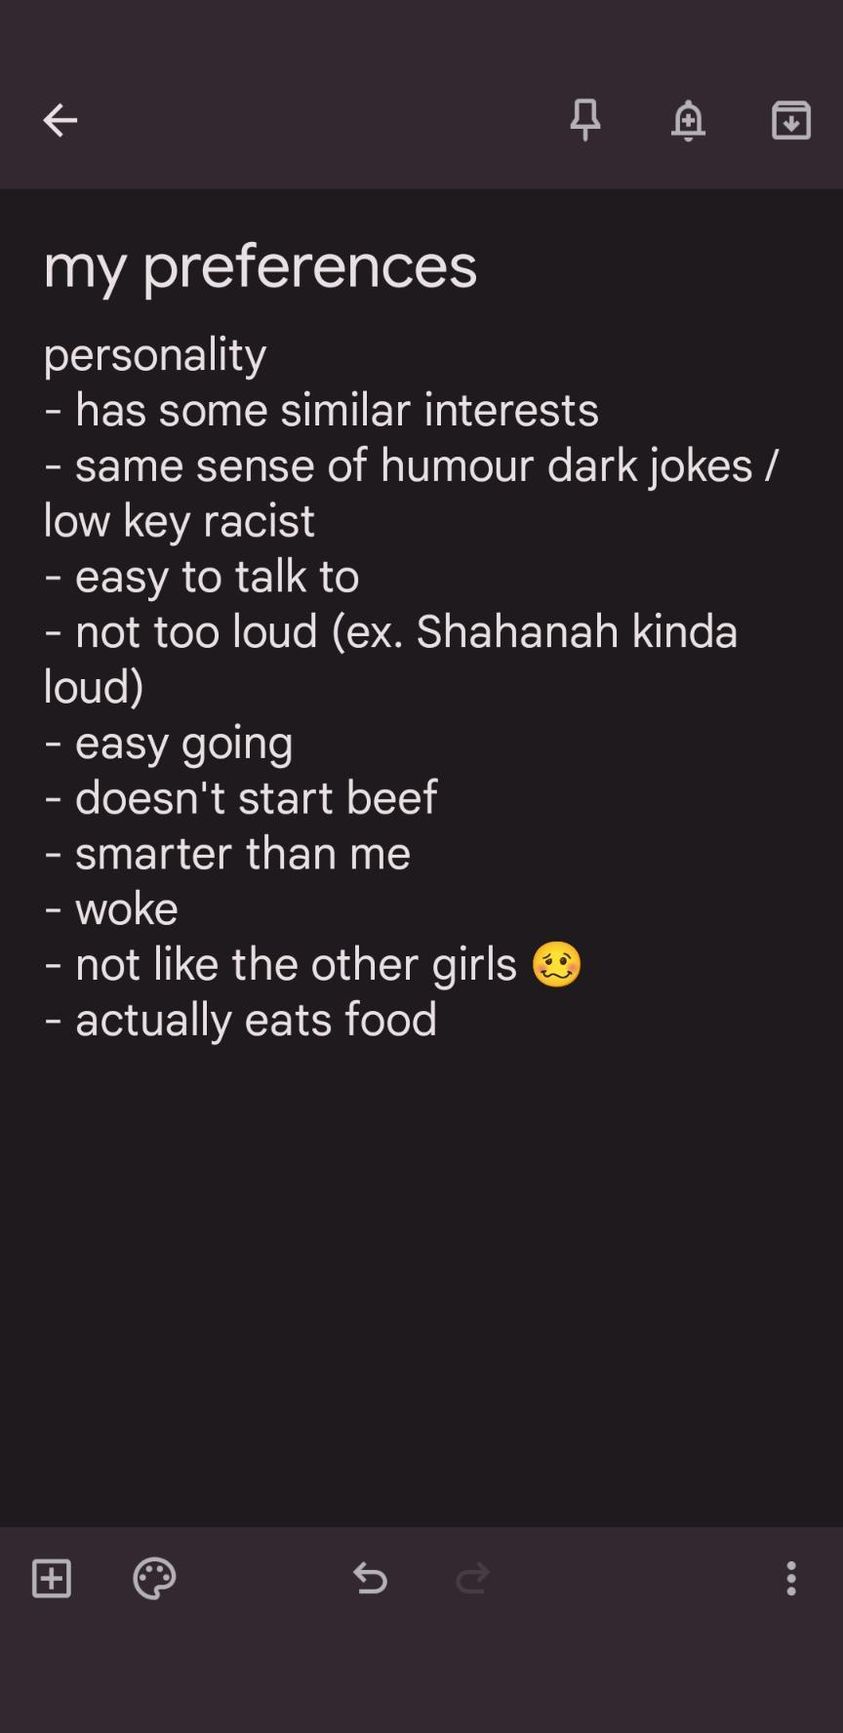 my preferences
personality
- has some similar interests
- same sense of humour dark jokes /
low key racist
- easy to talk to
- not too loud (ex. Shahanah kinda
loud)
- easy going
- doesn't start beef
- smarter than me
- woke
- not like the other girls 🥴
- actually eats food